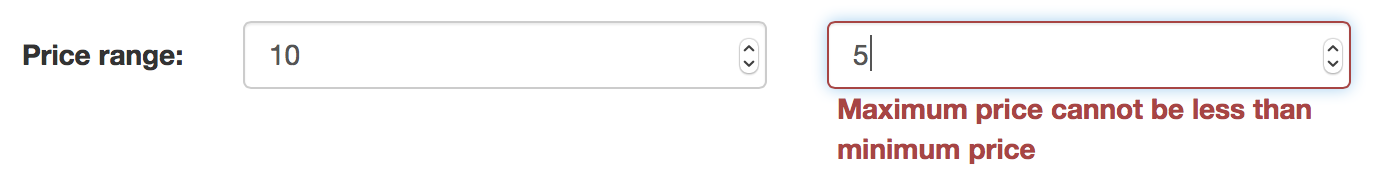 Price range: 10 5
Maximum price cannot be less than
minimum price